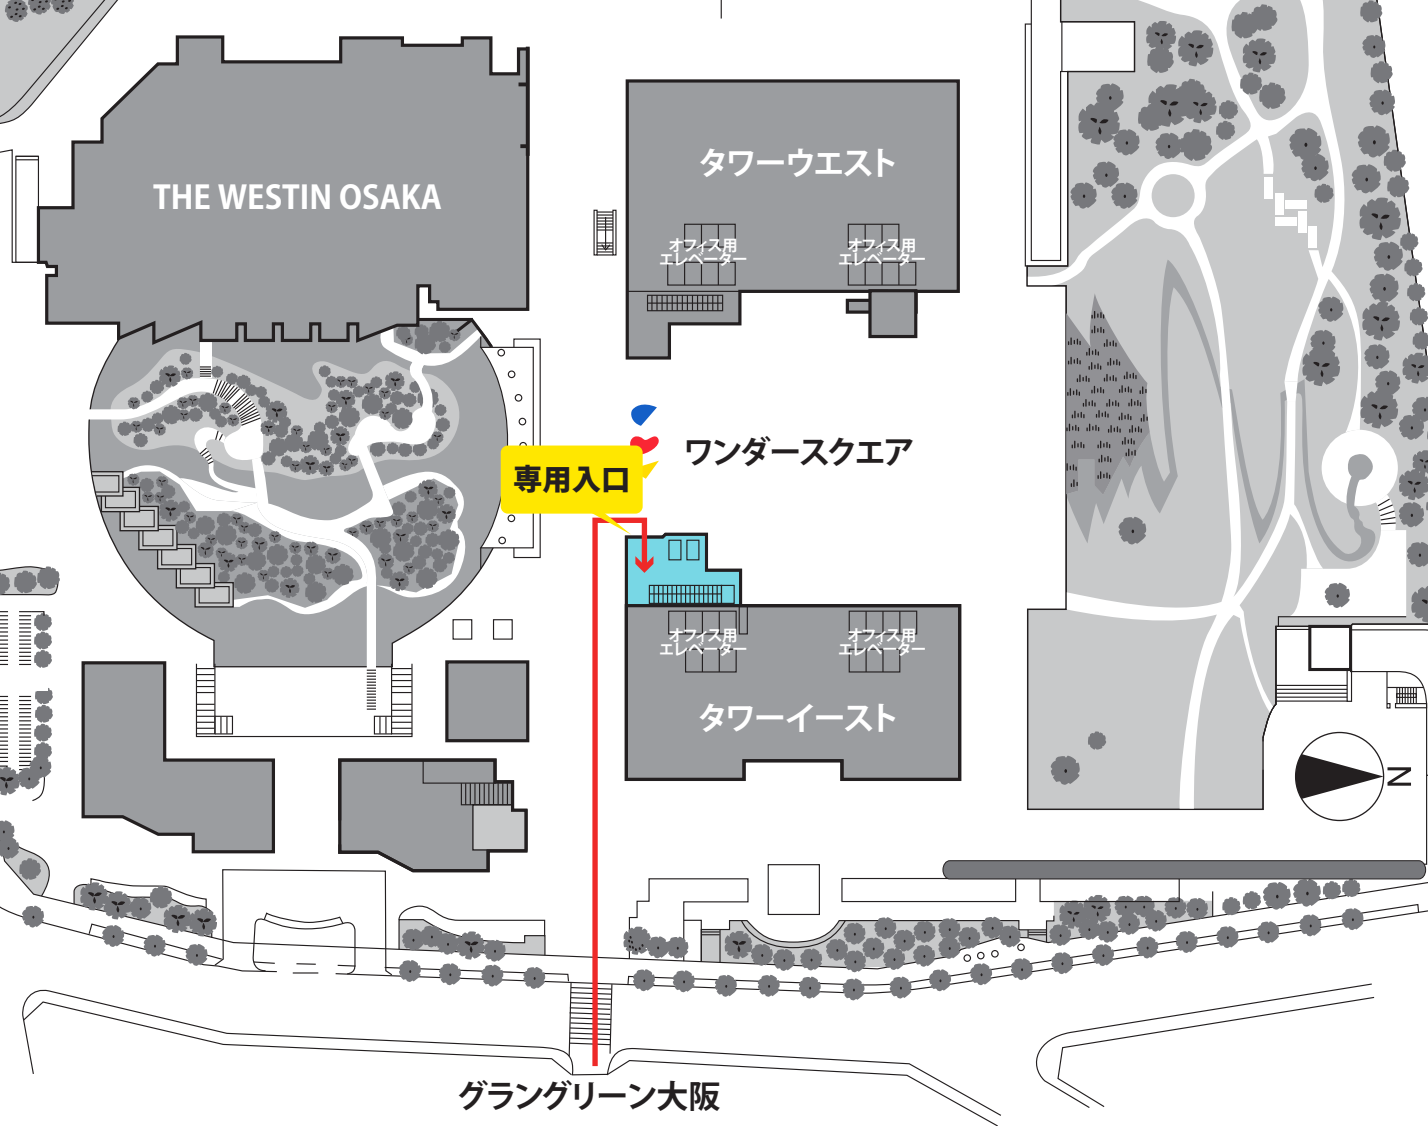 タワーウエスト
THE WESTIN OSAKA
オフィス用
エレベーター
オフィス用
エレベーター
ワンダースクエア
専用入口
オフィス用
エレベーター
オフィス用
エレベーター
タワーイースト
N
グラングリーン大阪